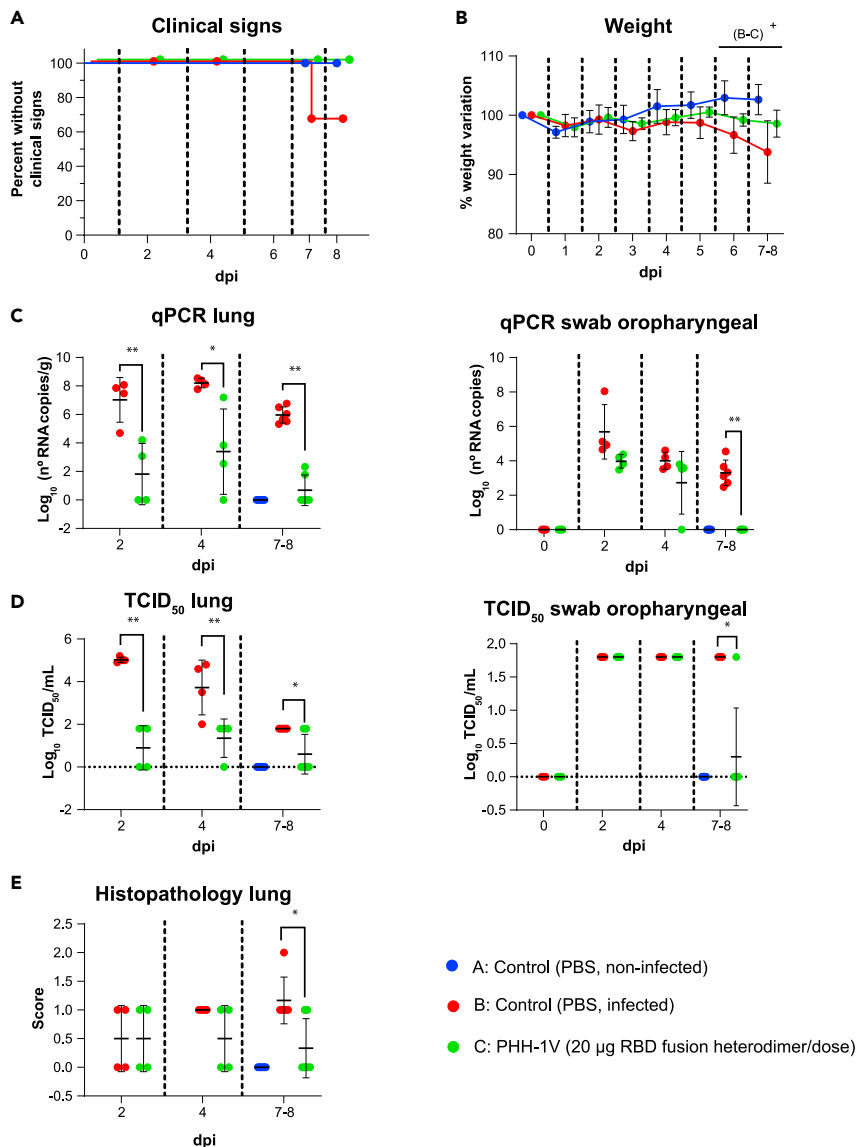 A
Clinical signs
Percent without
clinical signs
100
80
60
40
20
0
0
2
4
6
7
8
dpi
B
Weight
(B-C) +
% weight variation
110
100
90
80
0
1
2
3
4
5
6
7-8
dpi
C
qPCR lung
Log10 (nº RNA copies/g)
10
8
6
4
2
0
-2
**
*
**
2
4
7-8
dpi
qPCR swab oropharyngeal
Log10 (nº RNA copies)
10
8
6
4
2
0
-2
**
0
2
4
7-8
dpi
D
TCID50 lung
Log10 TCID50/mL
6
4
2
0
-2
**
**
*
2
4
7-8
dpi
TCID50 swab oropharyngeal
Log10 TCID50/mL
2.0
1.5
1.0
0.5
0.0
-0.5
*
0
2
4
7-8
dpi
E
Histopathology lung
Score
2.5
2.0
1.5
1.0
0.5
0.0
-0.5
*
2
4
7-8
dpi
A: Control (PBS, non-infected)
B: Control (PBS, infected)
C: PHH-1V (20 µg RBD fusion heterodimer/dose)